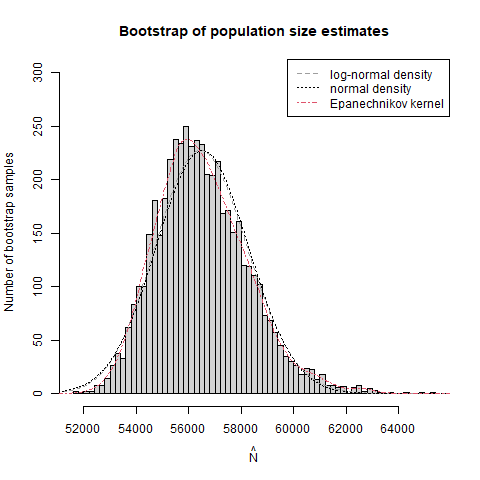 Bootstrap of population size estimates
log-normal density
normal density
Epanechnikov kernel
Number of bootstrap samples
300
250
200
150
100
50
0
52000 54000 56000 58000 60000 62000 64000
N̂